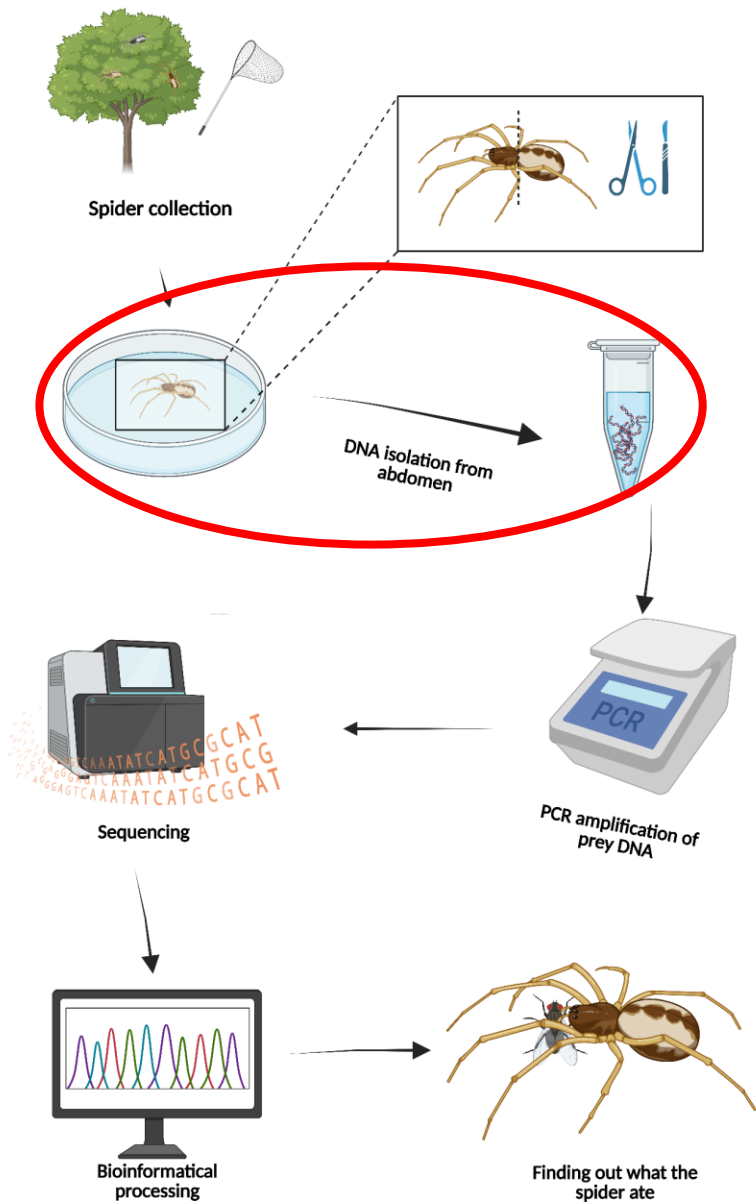 Spider collection
DNA isolation from
abdomen
PCR
PCR amplification of
prey DNA
Sequencing
Bioinformatical
processing
Finding out what the
spider ate